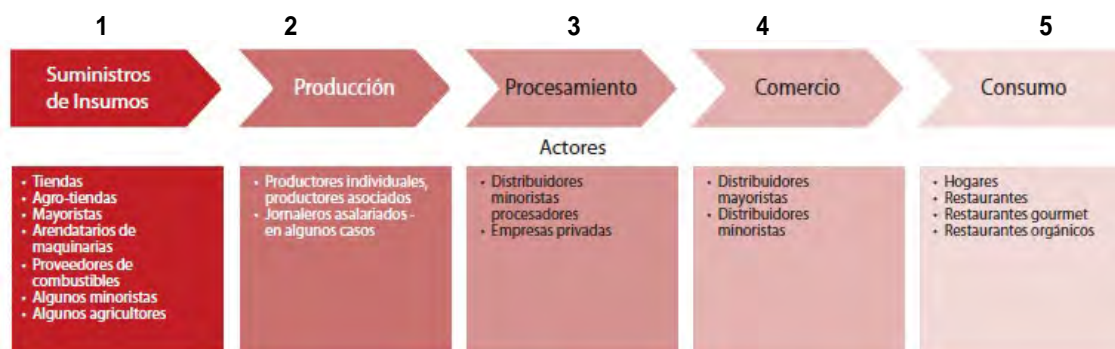 1 2 3 4 5
Suministros
de Insumos
Producción
Procesamiento
Comercio
Consumo
Actores
• Tiendas
• Agro-tiendas
• Mayoristas
• Arendatarios de
maquinarias
• Proveedores de
combustibles
• Algunos minoristas
• Algunos agricultores
• Productores individuales,
productores asociados
• Jornaleros asalariados -
en algunos casos
• Distribuidores
minoristas
procesadores
• Empresas privadas
• Distribuidores
mayoristas
• Distribuidores
minoristas
• Hogares
• Restaurantes
• Restaurantes gourmet
• Restaurantes orgánicos